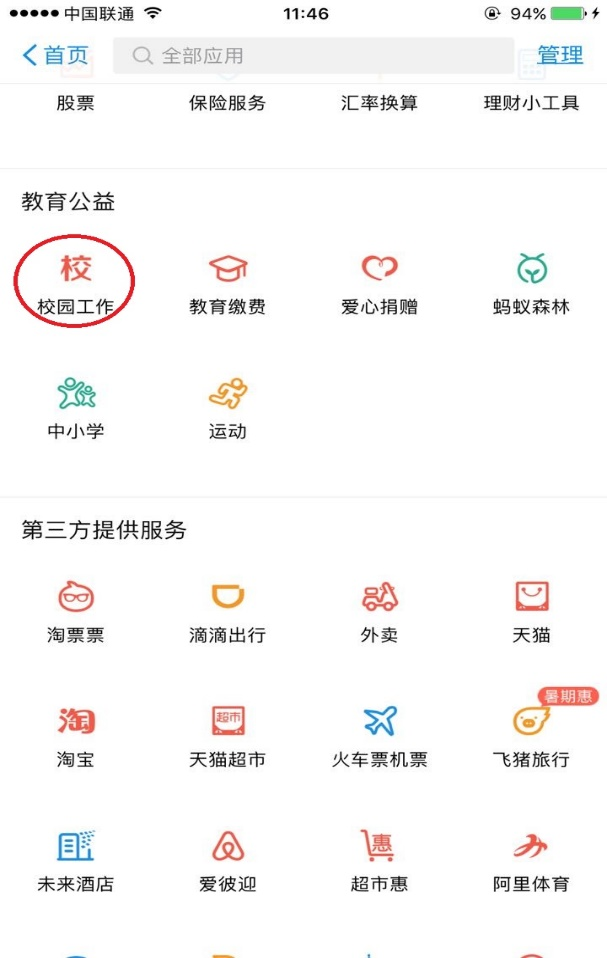 中国联通 11:46 94%
首页 全部应用 管理
股票 保险服务 汇率换算 理财小工具
教育公益
校
校园工作 教育缴费 爱心捐赠 蚂蚁森林
中小学 运动
第三方提供服务
淘票票 滴滴出行 外卖 天猫
暑期惠
淘 超市
淘宝 天猫超市 火车票机票 飞猪旅行
惠
未来酒店 爱彼迎 超市惠 阿里体育